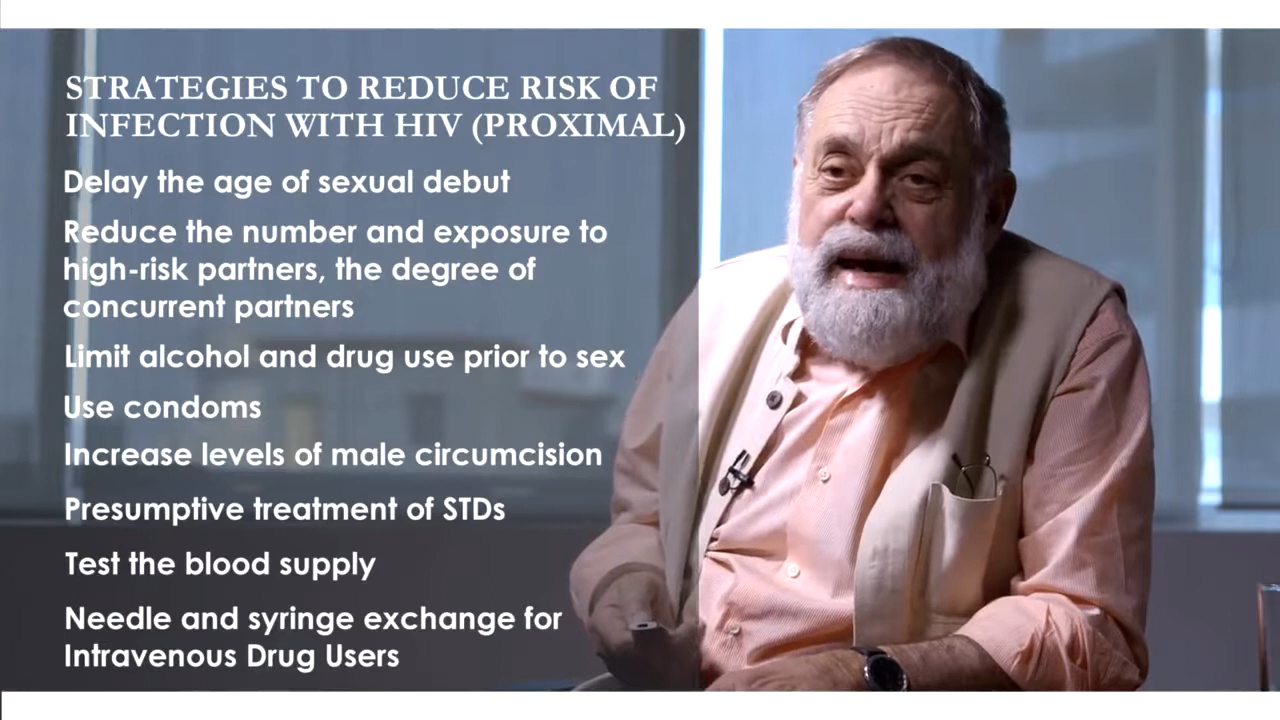 STRATEGIES TO REDUCE RISK OF
INFECTION WITH HIV (PROXIMAL)
Delay the age of sexual debut
Reduce the number and exposure to
high-risk partners, the degree of
concurrent partners
Limit alcohol and drug use prior to sex
Use condoms
Increase levels of male circumcision
Presumptive treatment of STDs
Test the blood supply
Needle and syringe exchange for
Intravenous Drug Users